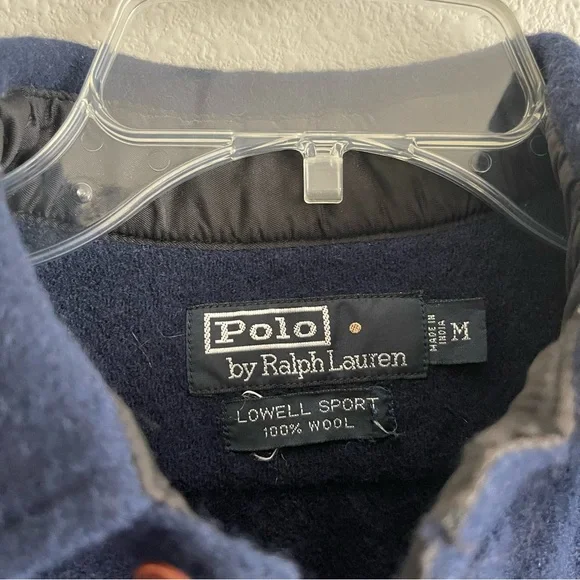 Polo
by Ralph Lauren
MADE IN
INDIA
M
LOWELL SPORT
100% WOOL